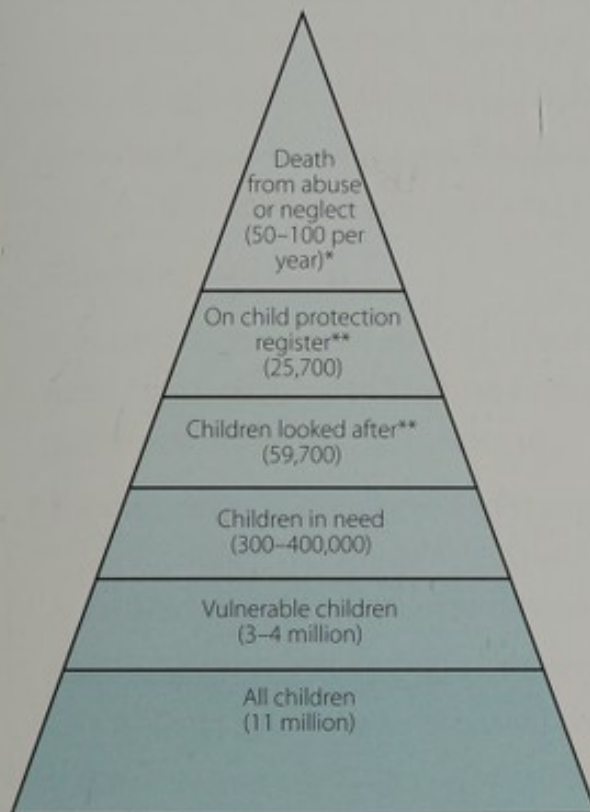 Death
from abuse
or neglect
(50–100 per
year)*
On child protection
register**
(25,700)
Children looked after**
(59,700)
Children in need
(300–400,000)
Vulnerable children
(3–4 million)
All children
(11 million)